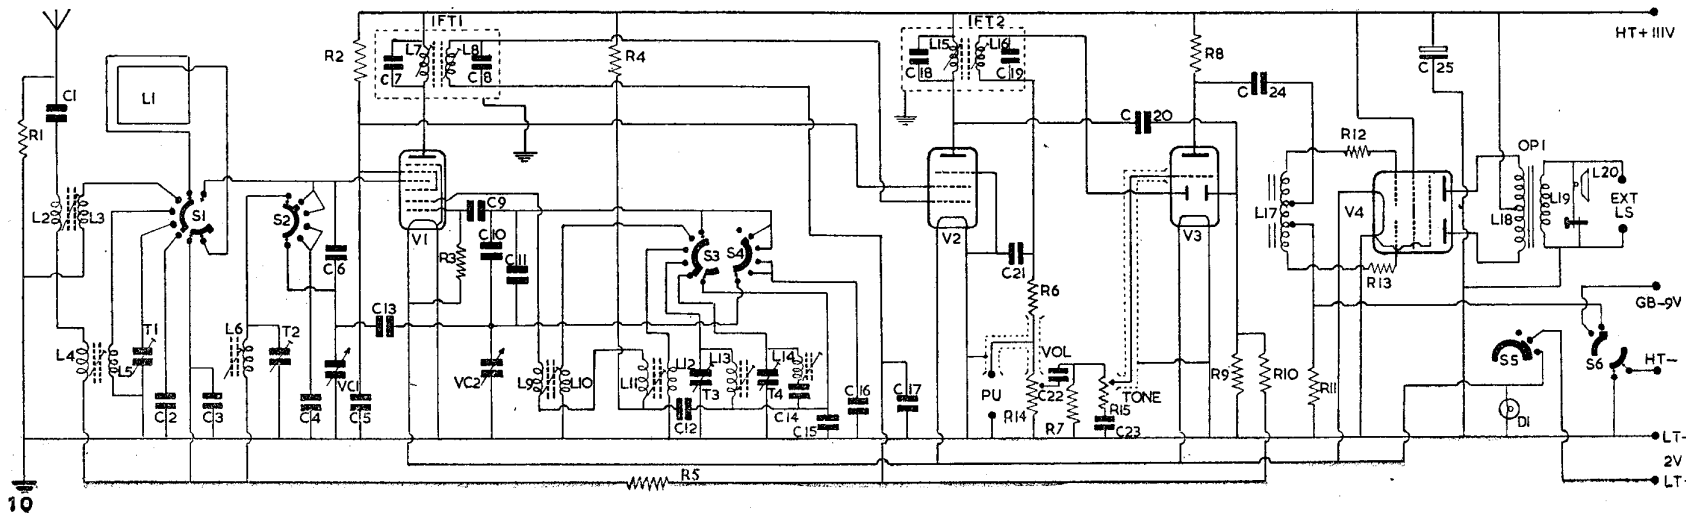 IFT1
IFT2
HT+111V
R2
L7
L8
C7
C8
R4
L15
L16
C18
C19
R8
C25
C24
C1
L1
R1
C20
R12
OP1
L2
L3
S1
S2
V1
C9
C10
C11
R3
C6
S3
S4
V2
C21
V3
L17
V4
L18
L19
L20
EXT
LS
R13
R6
GB-9V
C13
T1
L4
L5
L6
T2
VC1
VC2
L9
L10
L11
L12
L13
L14
T3
T4
C14
C16
C17
PU
VOL
C22
R14
R7
R15
TONE
R9
R10
R11
S5
S6
HT-
C2
C3
C4
C5
C12
C15
C23
D1
LT-
2V
LT-
R5
10